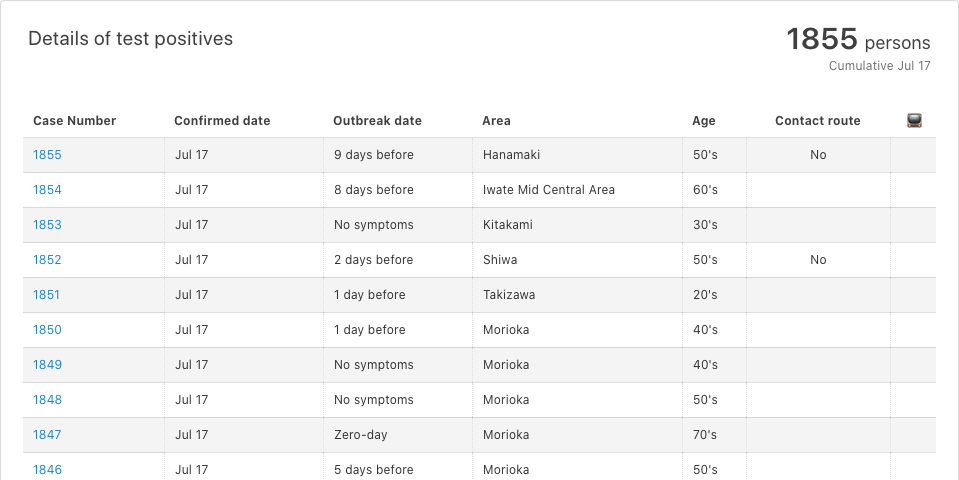 Details of test positives
1855 persons
Cumulative Jul 17
Case Number Confirmed date Outbreak date Area Age Contact route
1855 Jul 17 9 days before Hanamaki 50's No
1854 Jul 17 8 days before Iwate Mid Central Area 60's
1853 Jul 17 No symptoms Kitakami 30's
1852 Jul 17 2 days before Shiwa 50's No
1851 Jul 17 1 day before Takizawa 20's
1850 Jul 17 1 day before Morioka 40's
1849 Jul 17 No symptoms Morioka 40's
1848 Jul 17 No symptoms Morioka 50's
1847 Jul 17 Zero-day Morioka 70's
1846 Jul 17 5 days before Morioka 50's